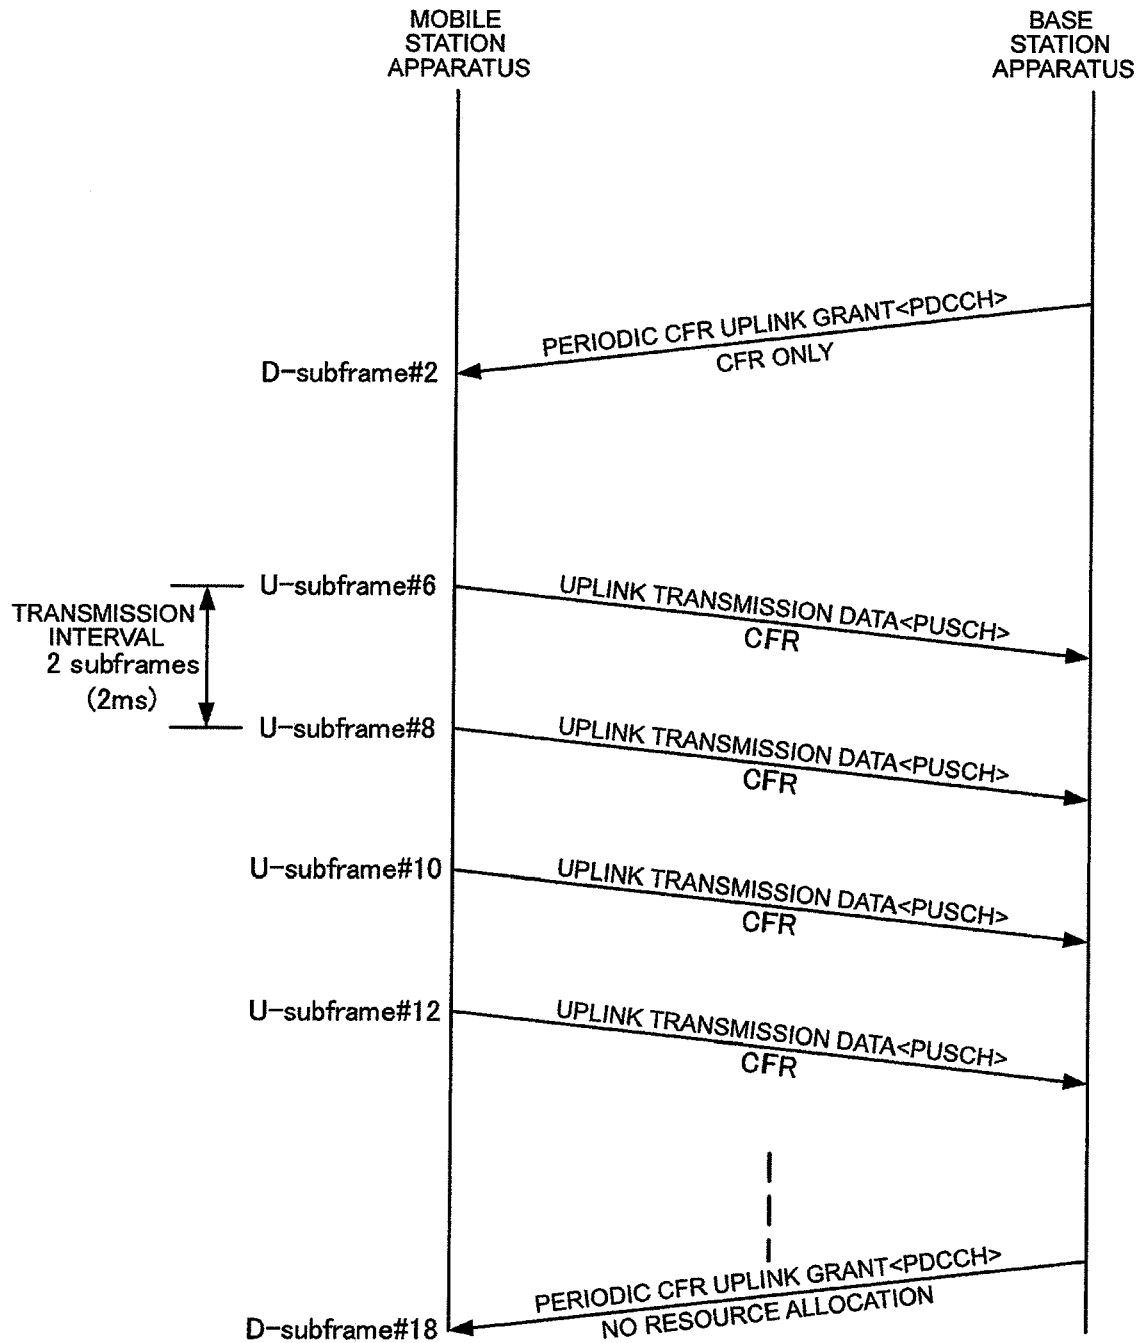 MOBILE
STATION
APPARATUS
BASE
STATION
APPARATUS
PERIODIC CFR UPLINK GRANT<PDCCH>
CFR ONLY
D-subframe#2
U-subframe#6
UPLINK TRANSMISSION DATA<PUSCH>
CFR
TRANSMISSION
INTERVAL
2 subframes
(2ms)
U-subframe#8
UPLINK TRANSMISSION DATA<PUSCH>
CFR
U-subframe#10
UPLINK TRANSMISSION DATA<PUSCH>
CFR
U-subframe#12
UPLINK TRANSMISSION DATA<PUSCH>
CFR
PERIODIC CFR UPLINK GRANT<PDCCH>
NO RESOURCE ALLOCATION
D-subframe#18